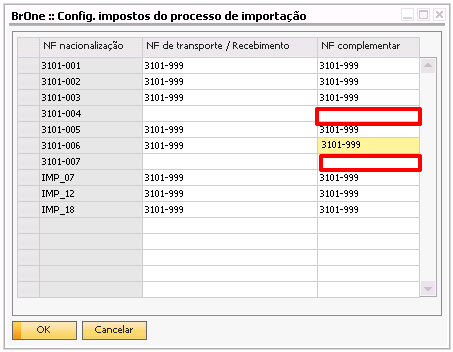 BrOne :: Config. impostos do processo de importação
NF nacionalização NF de transporte / Recebimento NF complementar
3101-001 3101-999 3101-999
3101-002 3101-999 3101-999
3101-003 3101-999 3101-999
3101-004
3101-005 3101-999 3101-999
3101-006 3101-999 3101-999
3101-007
IMP_07 3101-999 3101-999
IMP_12 3101-999 3101-999
IMP_18 3101-999 3101-999
OK Cancelar